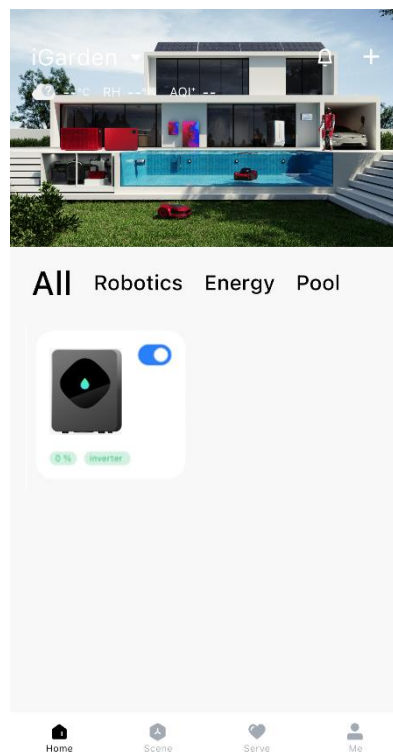 iGarden
--°C RH --% AQI: --
All Robotics Energy Pool
0 % inverter
Home Scene Serve Me